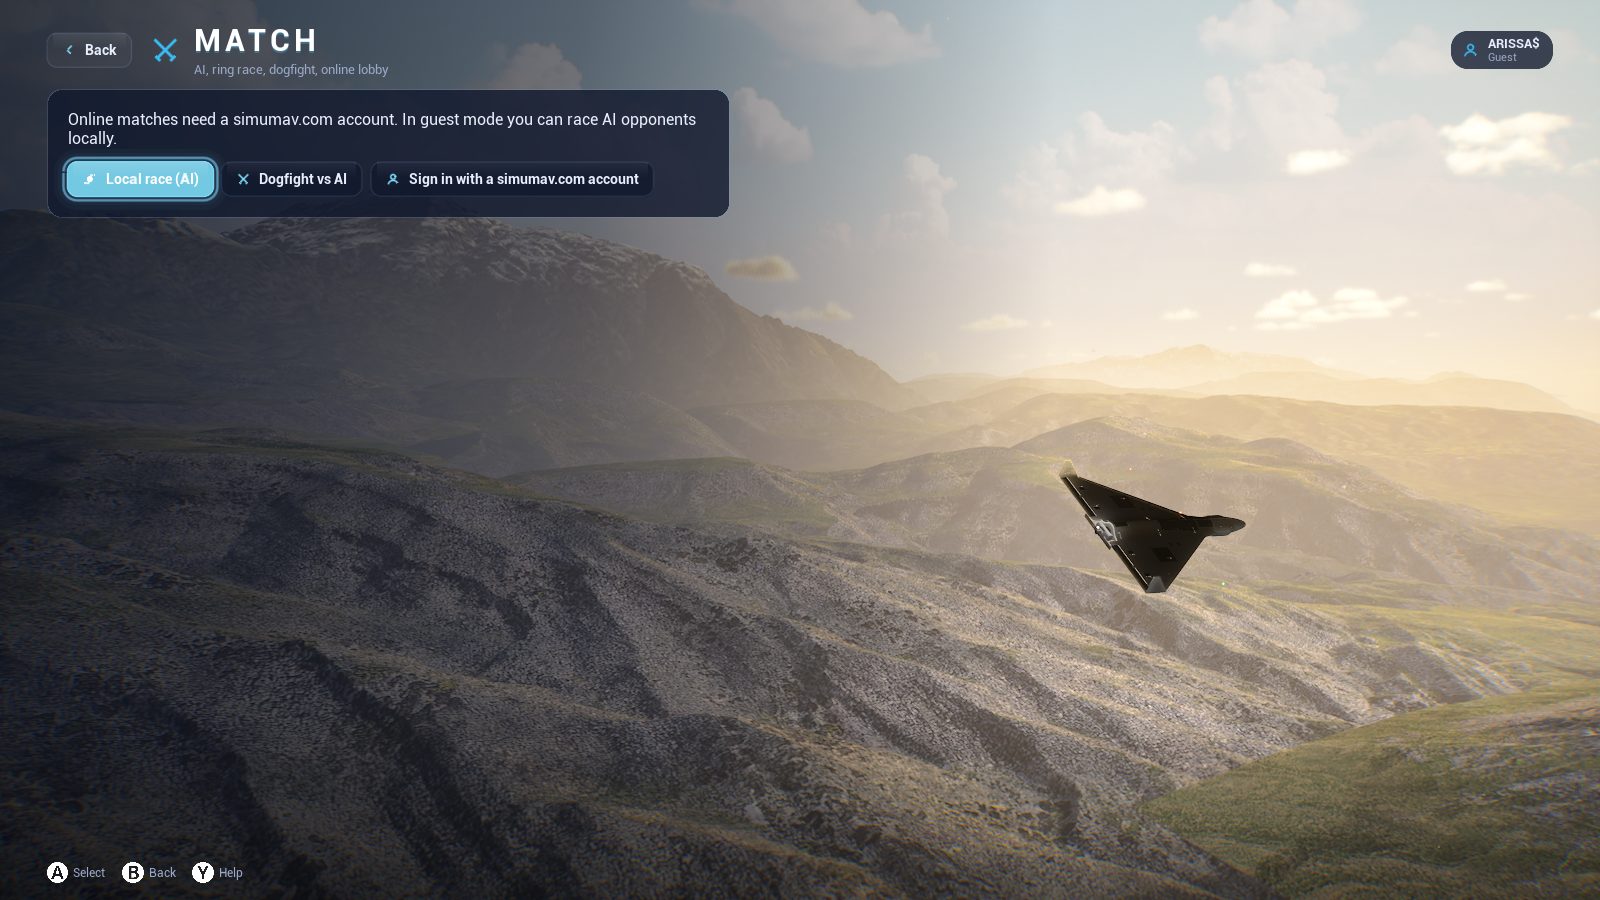 Back
MATCH
AI, ring race, dogfight, online lobby
ARISSA$
Guest
Online matches need a simumav.com account. In guest mode you can race AI opponents
locally.
Local race (AI)
Dogfight vs AI
Sign in with a simumav.com account
A Select
B Back
Y Help